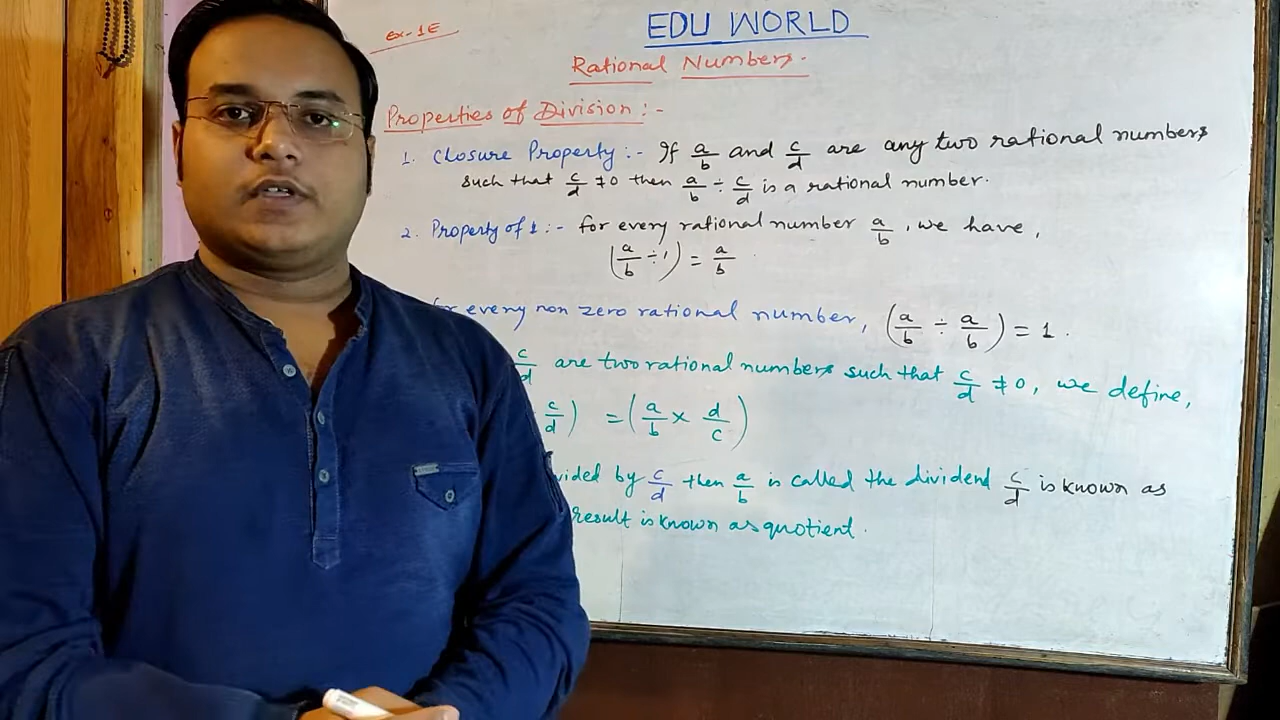 Ex-1E
EDU WORLD
Rational Numbers.
Properties of Division :-
1. Closure Property :- If a/b and c/d are any two rational numbers
such that c/d ≠ 0 then a/b ÷ c/d is a rational number.
2. Property of 1 :- for every rational number a/b, we have,
(a/b ÷ 1) = a/b
every non zero rational number, (a/b ÷ a/b) = 1.
c/d are two rational numbers such that c/d ≠ 0, we define,
c/d) = (a/b × d/c)
by c/d then a/b is called the dividend c/d is known as
result is known as quotient.